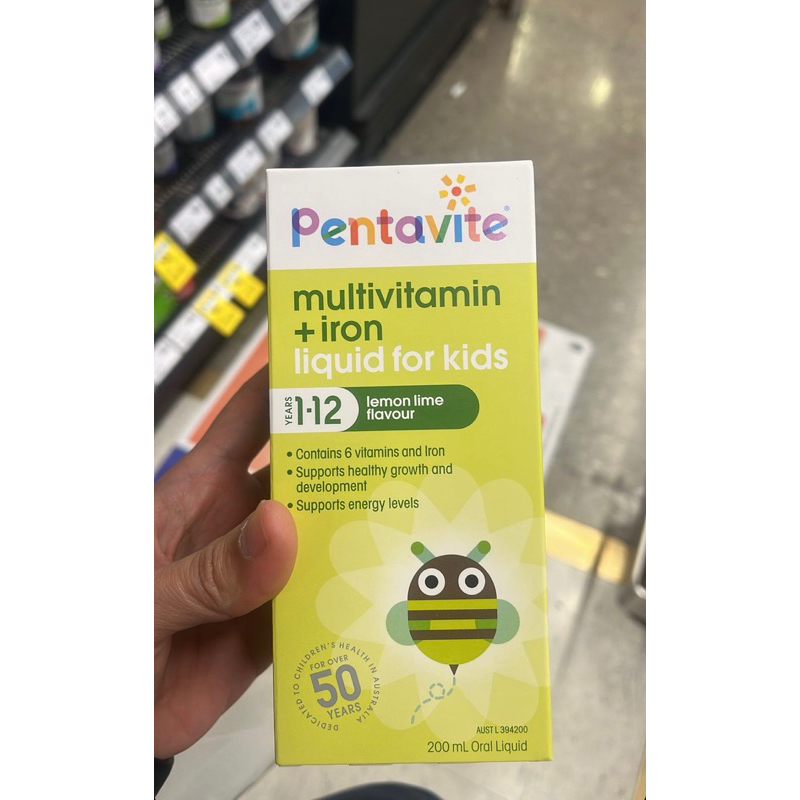 Pentavite®
multivitamin
+iron
liquid for kids
YEARS 1-12
lemon lime
flavour
• Contains 6 vitamins and Iron
• Supports healthy growth and
development
• Supports energy levels
DEDICATED TO CHILDREN'S HEALTH IN AUSTRALIA
FOR OVER
50
YEARS
AUST L 394200
200 mL Oral Liquid